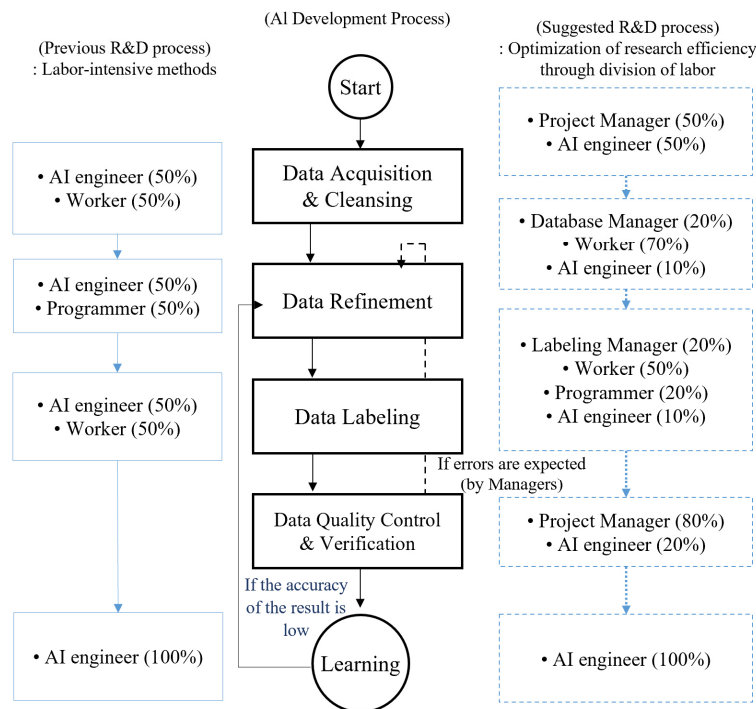 (Previous R&D process)
: Labor-intensive methods
• AI engineer (50%)
• Worker (50%)
• AI engineer (50%)
• Programmer (50%)
• AI engineer (50%)
• Worker (50%)
• AI engineer (100%)
(AI Development Process)
Start
Data Acquisition
& Cleansing
Data Refinement
Data Labeling
If errors are expected
(by Managers)
Data Quality Control
& Verification
If the accuracy
of the result is
low
Learning
(Suggested R&D process)
: Optimization of research efficiency
through division of labor
• Project Manager (50%)
• AI engineer (50%)
• Database Manager (20%)
• Worker (70%)
• AI engineer (10%)
• Labeling Manager (20%)
• Worker (50%)
• Programmer (20%)
• AI engineer (10%)
• Project Manager (80%)
• AI engineer (20%)
• AI engineer (100%)